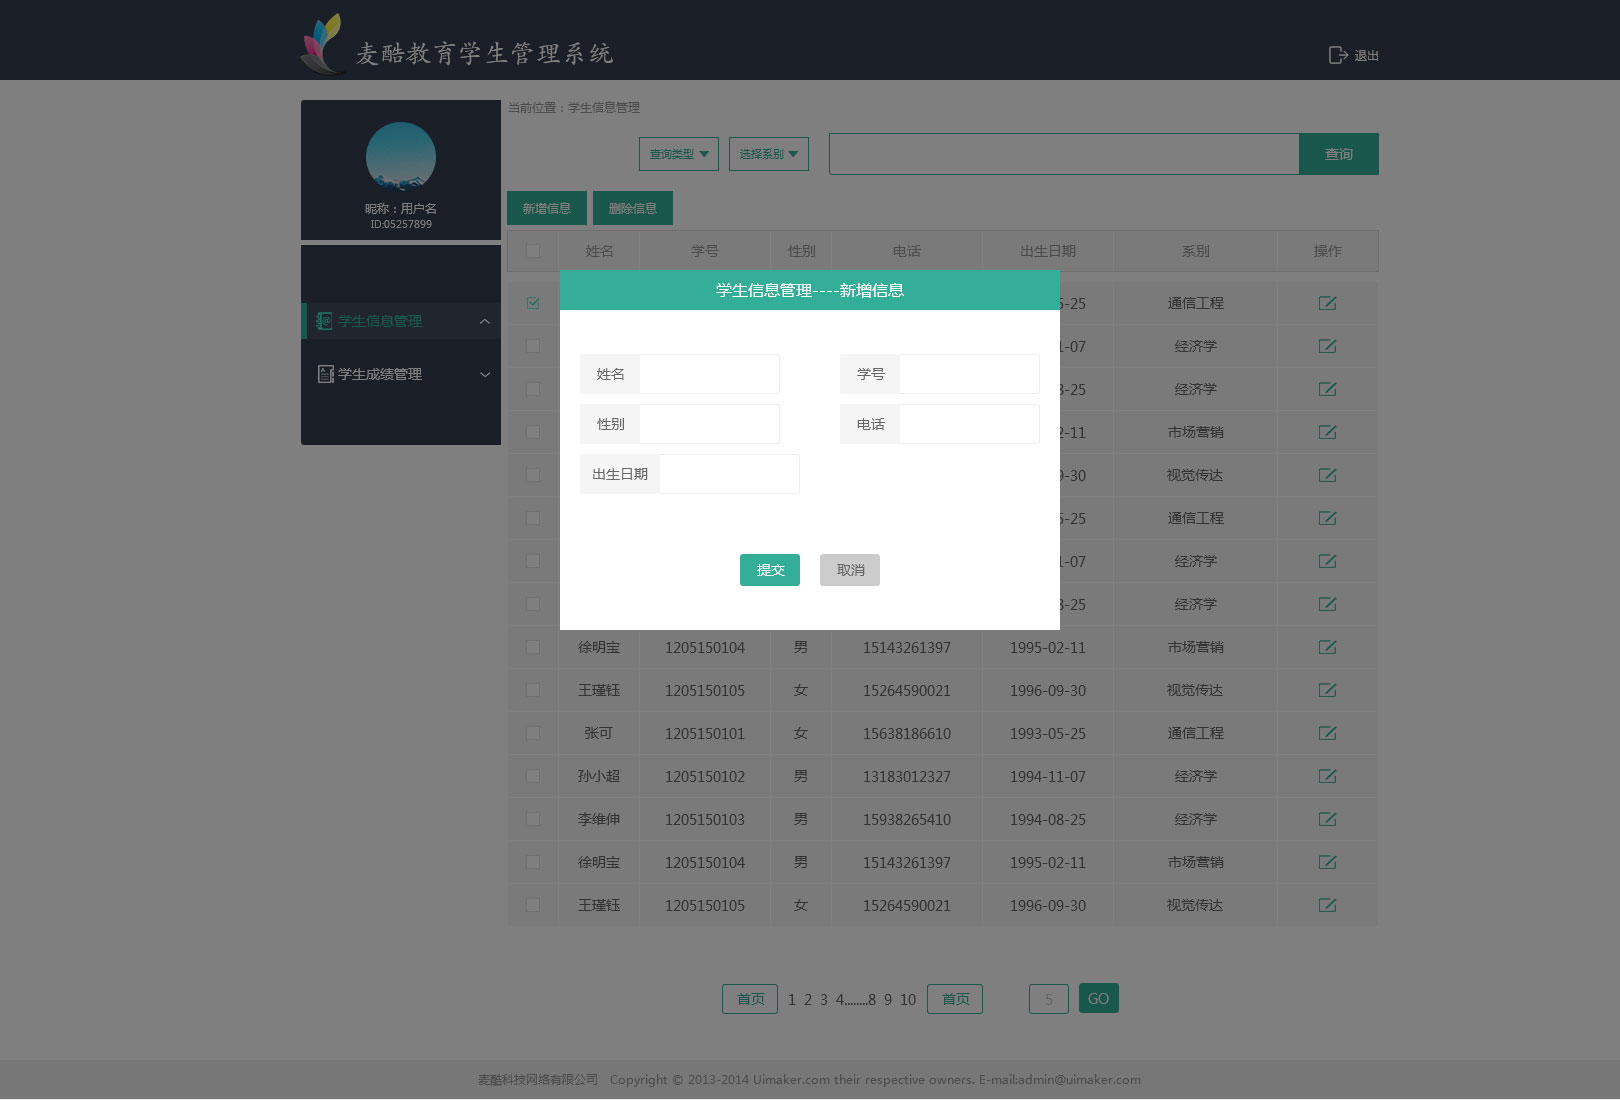 麦酷教育学生管理系统
退出
当前位置：学生信息管理
查询类型 选择系别 查询
昵称：用户名
ID:05257899
新增信息 删除信息
姓名 学号 性别 电话 出生日期 系别 操作
学生信息管理----新增信息
5-25 通信工程
学生信息管理
1-07 经济学
学生成绩管理
姓名 学号
3-25 经济学
性别 电话
2-11 市场营销
出生日期
9-30 视觉传达
5-25 通信工程
1-07 经济学
提交 取消
3-25 经济学
徐明宝 1205150104 男 15143261397 1995-02-11 市场营销
王瑾钰 1205150105 女 15264590021 1996-09-30 视觉传达
张可 1205150101 女 15638186610 1993-05-25 通信工程
孙小超 1205150102 男 13183012327 1994-11-07 经济学
李维伸 1205150103 男 15938265410 1994-08-25 经济学
徐明宝 1205150104 男 15143261397 1995-02-11 市场营销
王瑾钰 1205150105 女 15264590021 1996-09-30 视觉传达
首页 1 2 3 4........8 9 10 首页 5 GO
麦酷科技网络有限公司 Copyright © 2013-2014 Uimaker.com their respective owners. E-mail:admin@uimaker.com